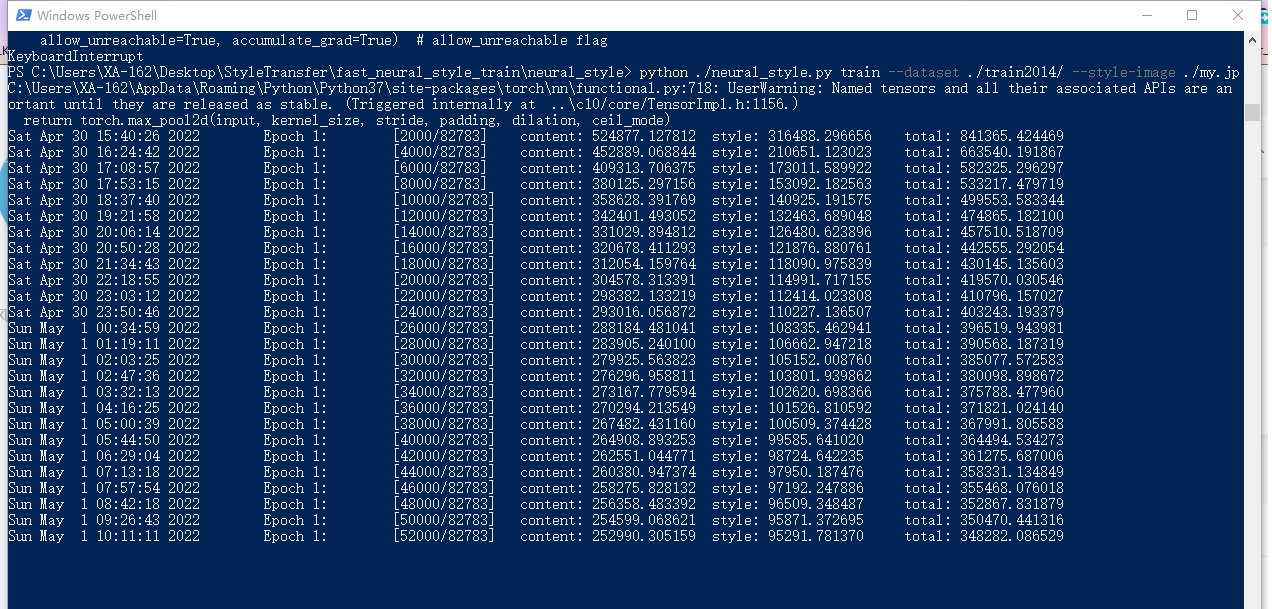 Windows PowerShell
allow_unreachable=True, accumulate_grad=True)  # allow_unreachable flag
KeyboardInterrupt
PS C:\Users\XA-162\Desktop\StyleTransfer\fast_neural_style_train\neural_style> python ./neural_style.py train --dataset ./train2014/ --style-image ./my.jp
C:\Users\XA-162\AppData\Roaming\Python\Python37\site-packages\torch\nn\functional.py:718: UserWarning: Named tensors and all their associated APIs are an
ortant until they are released as stable. (Triggered internally at  ..\c10/core/TensorImpl.h:1156.)
return torch.max_pool2d(input, kernel_size, stride, padding, dilation, ceil_mode)
Sat Apr 30 15:40:26 2022 Epoch 1: [2000/82783] content: 524877.127812 style: 316488.296656 total: 841365.424469
Sat Apr 30 16:24:42 2022 Epoch 1: [4000/82783] content: 452889.068844 style: 210651.123023 total: 663540.191867
Sat Apr 30 17:08:57 2022 Epoch 1: [6000/82783] content: 409313.706375 style: 173011.589922 total: 582325.296297
Sat Apr 30 17:53:15 2022 Epoch 1: [8000/82783] content: 380125.297156 style: 153092.182563 total: 533217.479719
Sat Apr 30 18:37:40 2022 Epoch 1: [10000/82783] content: 358628.391769 style: 140925.191575 total: 499553.583344
Sat Apr 30 19:21:58 2022 Epoch 1: [12000/82783] content: 342401.493052 style: 132463.689048 total: 474865.182100
Sat Apr 30 20:06:14 2022 Epoch 1: [14000/82783] content: 331029.894812 style: 126480.623896 total: 457510.518709
Sat Apr 30 20:50:28 2022 Epoch 1: [16000/82783] content: 320678.411293 style: 121876.880761 total: 442555.292054
Sat Apr 30 21:34:43 2022 Epoch 1: [18000/82783] content: 312054.159764 style: 118090.975839 total: 430145.135603
Sat Apr 30 22:18:55 2022 Epoch 1: [20000/82783] content: 304578.313391 style: 114991.717155 total: 419570.030546
Sat Apr 30 23:03:12 2022 Epoch 1: [22000/82783] content: 298382.133219 style: 112414.023808 total: 410796.157027
Sat Apr 30 23:50:46 2022 Epoch 1: [24000/82783] content: 293016.056872 style: 110227.136507 total: 403243.193379
Sun May  1 00:34:59 2022 Epoch 1: [26000/82783] content: 288184.481041 style: 108335.462941 total: 396519.943981
Sun May  1 01:19:11 2022 Epoch 1: [28000/82783] content: 283905.240100 style: 106662.947218 total: 390568.187319
Sun May  1 02:03:25 2022 Epoch 1: [30000/82783] content: 279925.563823 style: 105152.008760 total: 385077.572583
Sun May  1 02:47:36 2022 Epoch 1: [32000/82783] content: 276296.958811 style: 103801.939862 total: 380098.898672
Sun May  1 03:32:13 2022 Epoch 1: [34000/82783] content: 273167.779594 style: 102620.698366 total: 375788.477960
Sun May  1 04:16:25 2022 Epoch 1: [36000/82783] content: 270294.213549 style: 101526.810592 total: 371821.024140
Sun May  1 05:00:39 2022 Epoch 1: [38000/82783] content: 267482.431160 style: 100509.374428 total: 367991.805588
Sun May  1 05:44:50 2022 Epoch 1: [40000/82783] content: 264908.893253 style: 99585.641020 total: 364494.534273
Sun May  1 06:29:04 2022 Epoch 1: [42000/82783] content: 262551.044771 style: 98724.642235 total: 361275.687006
Sun May  1 07:13:18 2022 Epoch 1: [44000/82783] content: 260380.947374 style: 97950.187476 total: 358331.134849
Sun May  1 07:57:54 2022 Epoch 1: [46000/82783] content: 258275.828132 style: 97192.247886 total: 355468.076018
Sun May  1 08:42:18 2022 Epoch 1: [48000/82783] content: 256358.483392 style: 96509.348487 total: 352867.831879
Sun May  1 09:26:43 2022 Epoch 1: [50000/82783] content: 254599.068621 style: 95871.372695 total: 350470.441316
Sun May  1 10:11:11 2022 Epoch 1: [52000/82783] content: 252990.305159 style: 95291.781370 total: 348282.086529